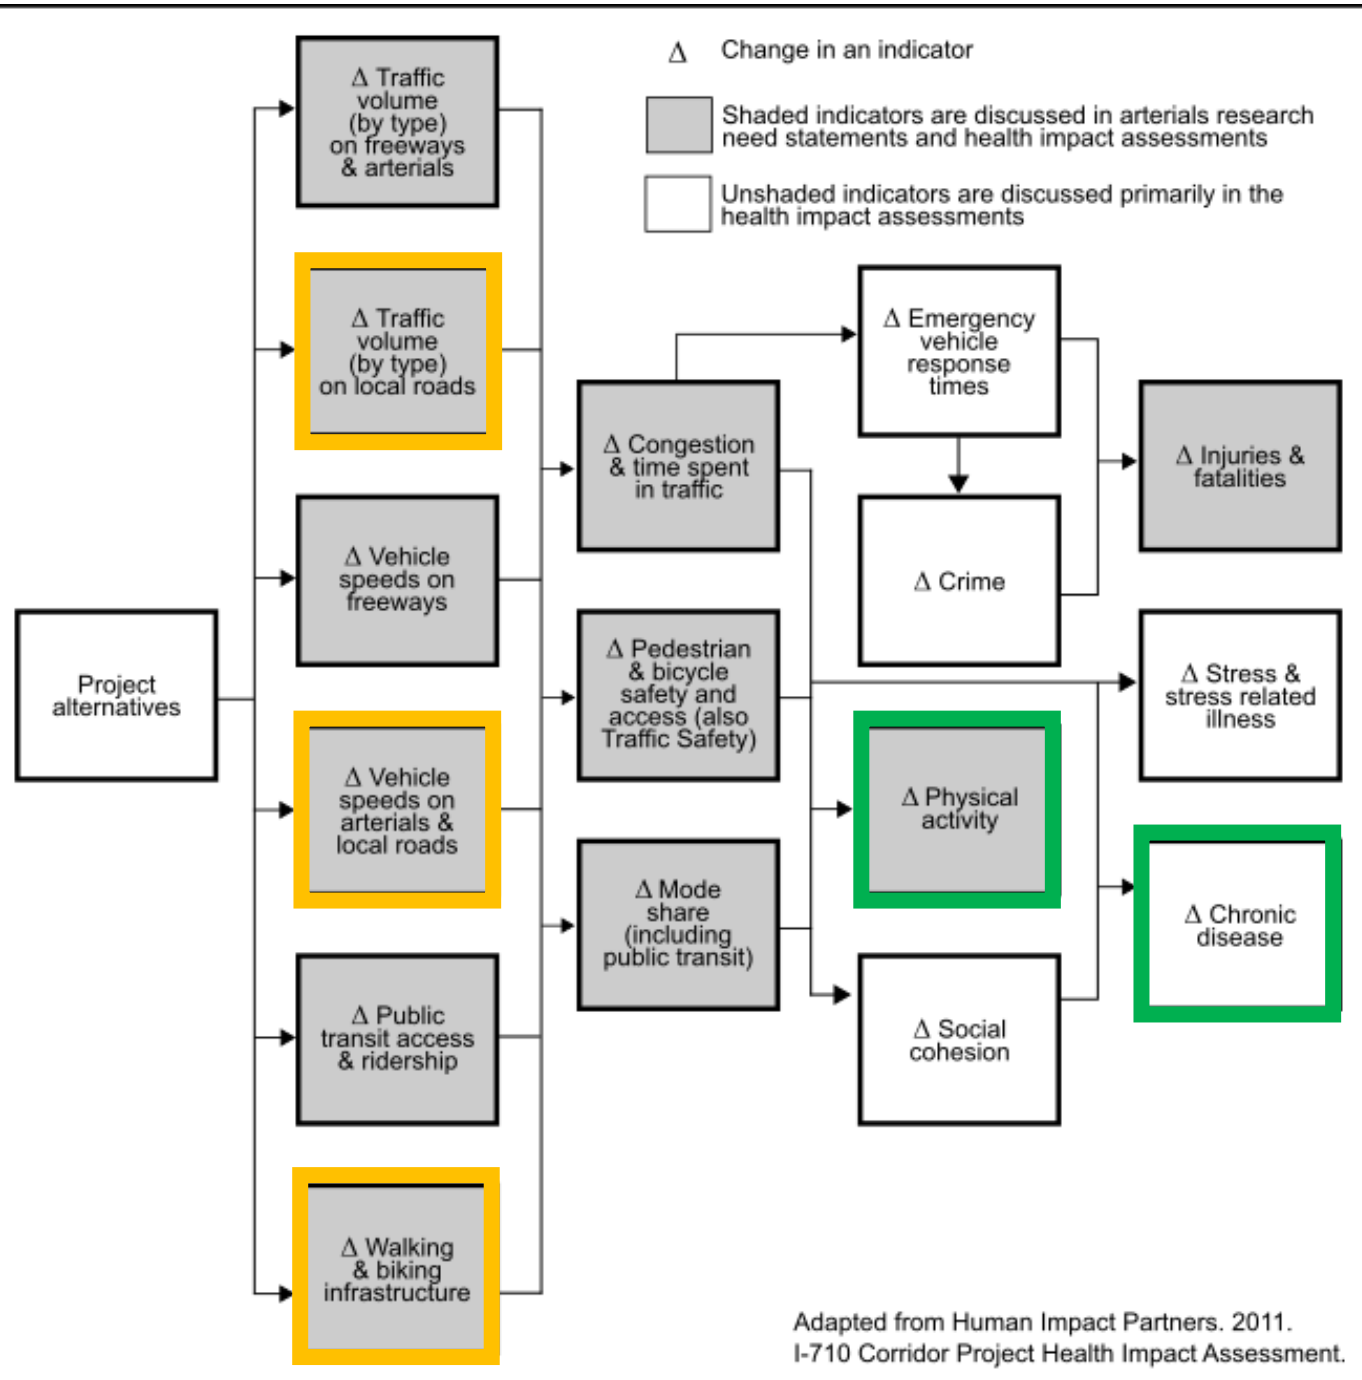 Δ Change in an indicator
Shaded indicators are discussed in arterials research
need statements and health impact assessments
Unshaded indicators are discussed primarily in the
health impact assessments
Project
alternatives
Δ Traffic
volume
(by type)
on freeways
& arterials
Δ Traffic
volume
(by type)
on local roads
Δ Vehicle
speeds on
freeways
Δ Vehicle
speeds on
arterials &
local roads
Δ Public
transit access
& ridership
Δ Walking
& biking
infrastructure
Δ Congestion
& time spent
in traffic
Δ Pedestrian
& bicycle
safety and
access (also
Traffic Safety)
Δ Mode
share
(including
public transit)
Δ Emergency
vehicle
response
times
Δ Crime
Δ Physical
activity
Δ Social
cohesion
Δ Injuries &
fatalities
Δ Stress &
stress related
illness
Δ Chronic
disease
Adapted from Human Impact Partners. 2011.
I-710 Corridor Project Health Impact Assessment.